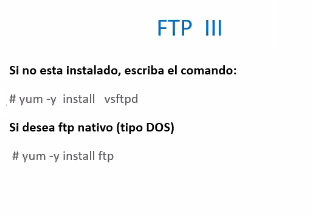 FTP III
Si no esta instalado, escriba el comando:
# yum -y install vsftpd
Si desea ftp nativo (tipo DOS)
# yum -y install ftp